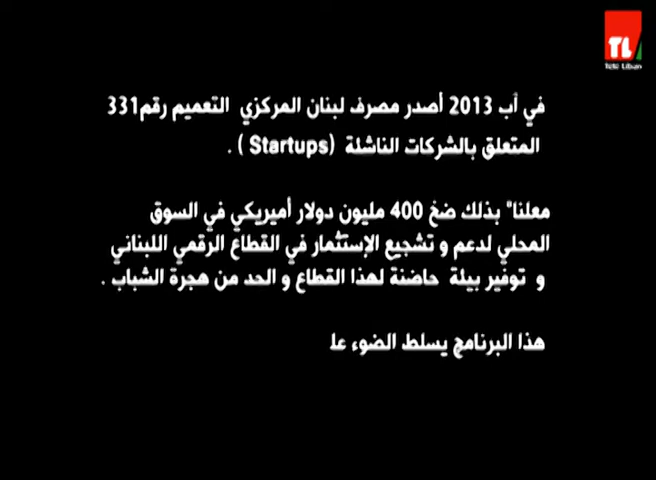 TL
Télé Liban
في آب 2013 أصدر مصرف لبنان المركزي التعميم رقم331
المتعلق بالشركات الناشئة (Startups ) .
معلنا" بذلك ضخ 400 مليون دولار أميريكي في السوق
المحلي لدعم و تشجيع الإستثمار في القطاع الرقمي اللبناني
و توفير بيئة حاضنة لهذا القطاع و الحد من هجرة الشباب .
هذا البرنامج يسلط الضوء عل